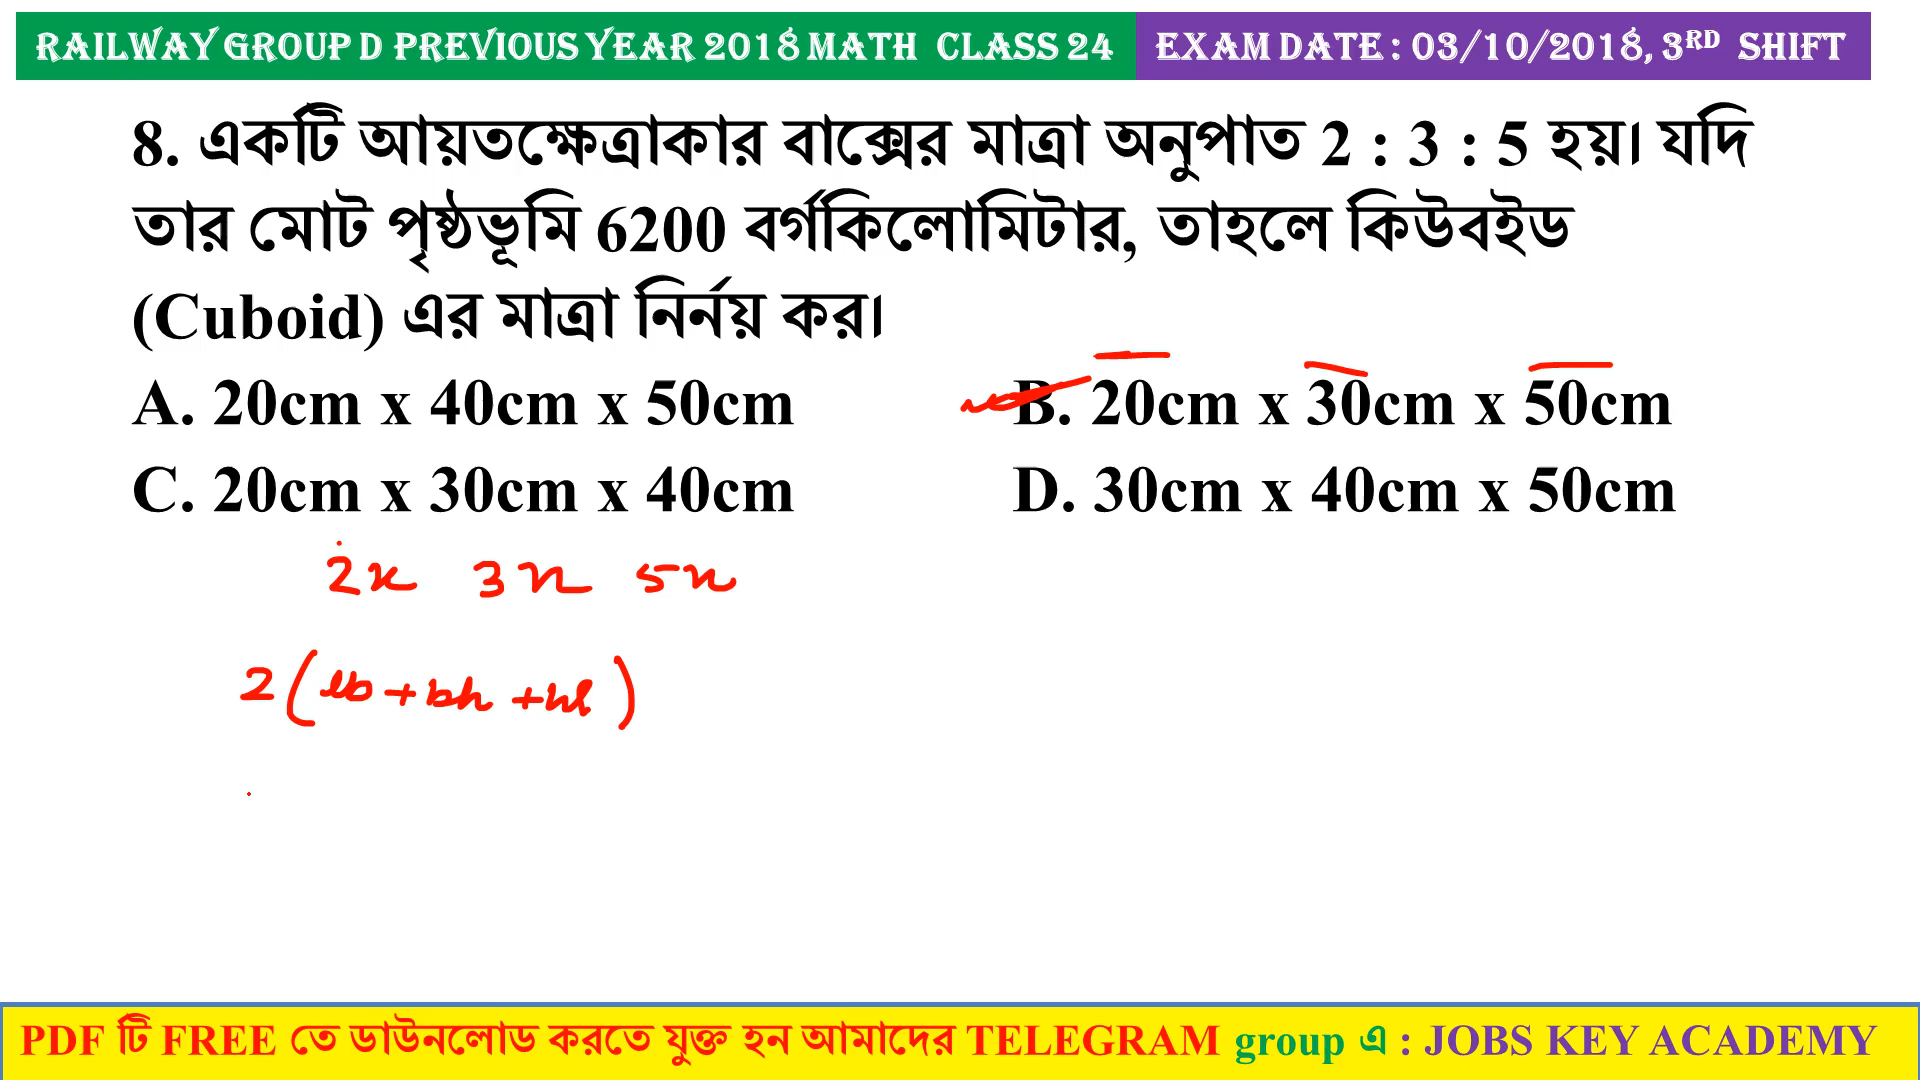 RAILWAY GROUP D PREVIOUS YEAR 2018 MATH CLASS 24 EXAM DATE : 03/10/2018, 3RD SHIFT
8. একটি আয়তক্ষেত্রাকার বাক্সের মাত্রা অনুপাত 2 : 3 : 5 হয়। যদি
তার মোট পৃষ্ঠভূমি 6200 বর্গকিলোমিটার, তাহলে কিউবইড
(Cuboid) এর মাত্রা নির্নয় কর।
A. 20cm x 40cm x 50cm B. 20cm x 30cm x 50cm
C. 20cm x 30cm x 40cm D. 30cm x 40cm x 50cm
2x 3x 5x
2 (lb + bh + hl)
PDF টি FREE তে ডাউনলোড করতে যুক্ত হন আমাদের TELEGRAM group এ : JOBS KEY ACADEMY